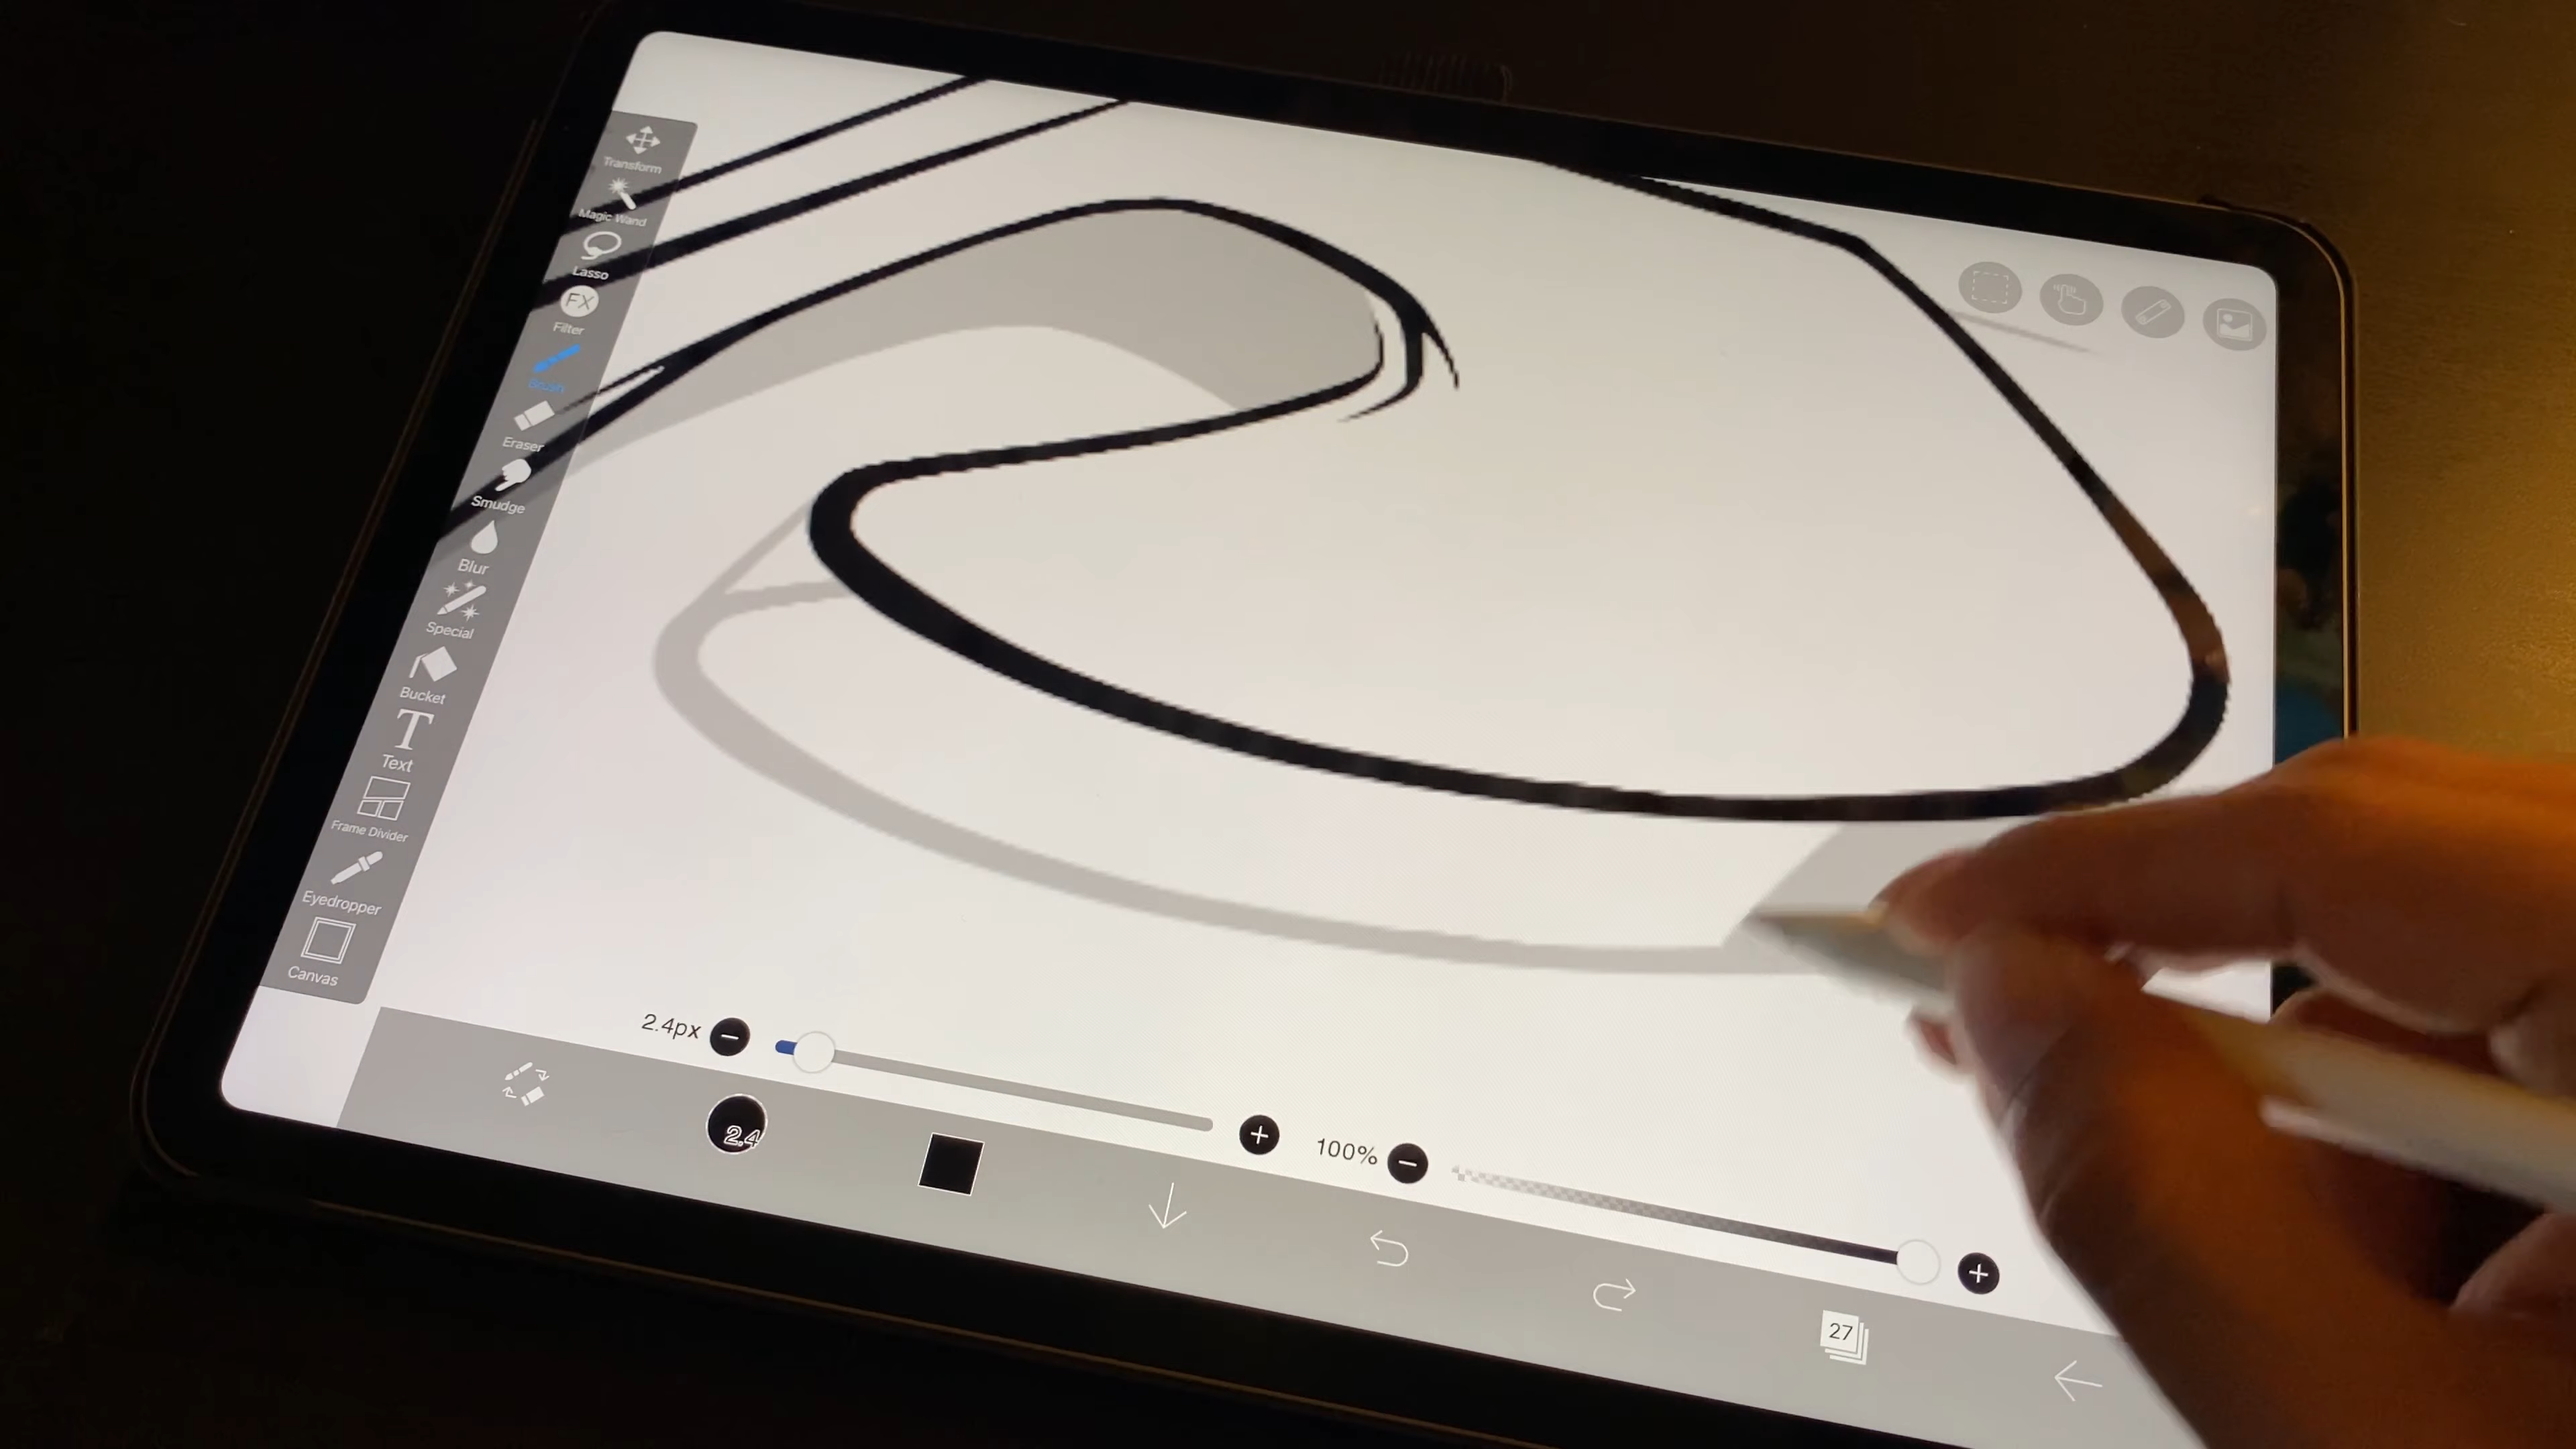 Transform
Magic Wand
Lasso
FX
Filter
Brush
Eraser
Smudge
Blur
Special
Bucket
T
Text
Frame Divider
Eyedropper
Canvas
2.4px
100%
2.4
27